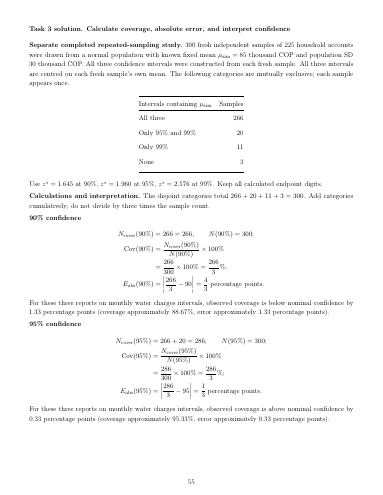 Task 3 solution. Calculate coverage, absolute error, and interpret confidence
Separate completed repeated-sampling study. 300 fresh independent samples of 225 household accounts
were drawn from a normal population with known fixed mean μ_sim = 85 thousand COP and population SD
30 thousand COP. All three confidence intervals were constructed from each fresh sample. All three intervals
are centred on each fresh sample's own mean. The following categories are mutually exclusive, each sample
appears once.
Intervals containing μ_sim Samples
All three 266
Only 95% and 99% 20
Only 99% 11
None 3
Use z* = 1.645 at 90%, z* = 1.960 at 95%, z* = 2.576 at 99%. Keep all calculated endpoint digits.
Calculations and interpretation. The disjoint categories total 266 + 20 + 11 + 3 = 300. Add categories
cumulatively; do not divide by three times the sample count.
90% confidence
N_cover(90%) = 266 = 266, N(90%) = 300;
Cov(90%) = N_cover(90%)/N(90%) × 100%
= 266/300 × 100% = 266/3 %;
E_abs(90%) = |266/3 − 90| = 4/3 percentage points.
For these three reports on monthly water charges intervals, observed coverage is below nominal confidence by
1.33 percentage points (coverage approximately 88.67%, error approximately 1.33 percentage points).
95% confidence
N_cover(95%) = 266 + 20 = 286, N(95%) = 300;
Cov(95%) = N_cover(95%)/N(95%) × 100%
= 286/300 × 100% = 286/3 %;
E_abs(95%) = |286/3 − 95| = 1/3 percentage points.
For these three reports on monthly water charges intervals, observed coverage is above nominal confidence by
0.33 percentage points (coverage approximately 95.33%, error approximately 0.33 percentage points).
55